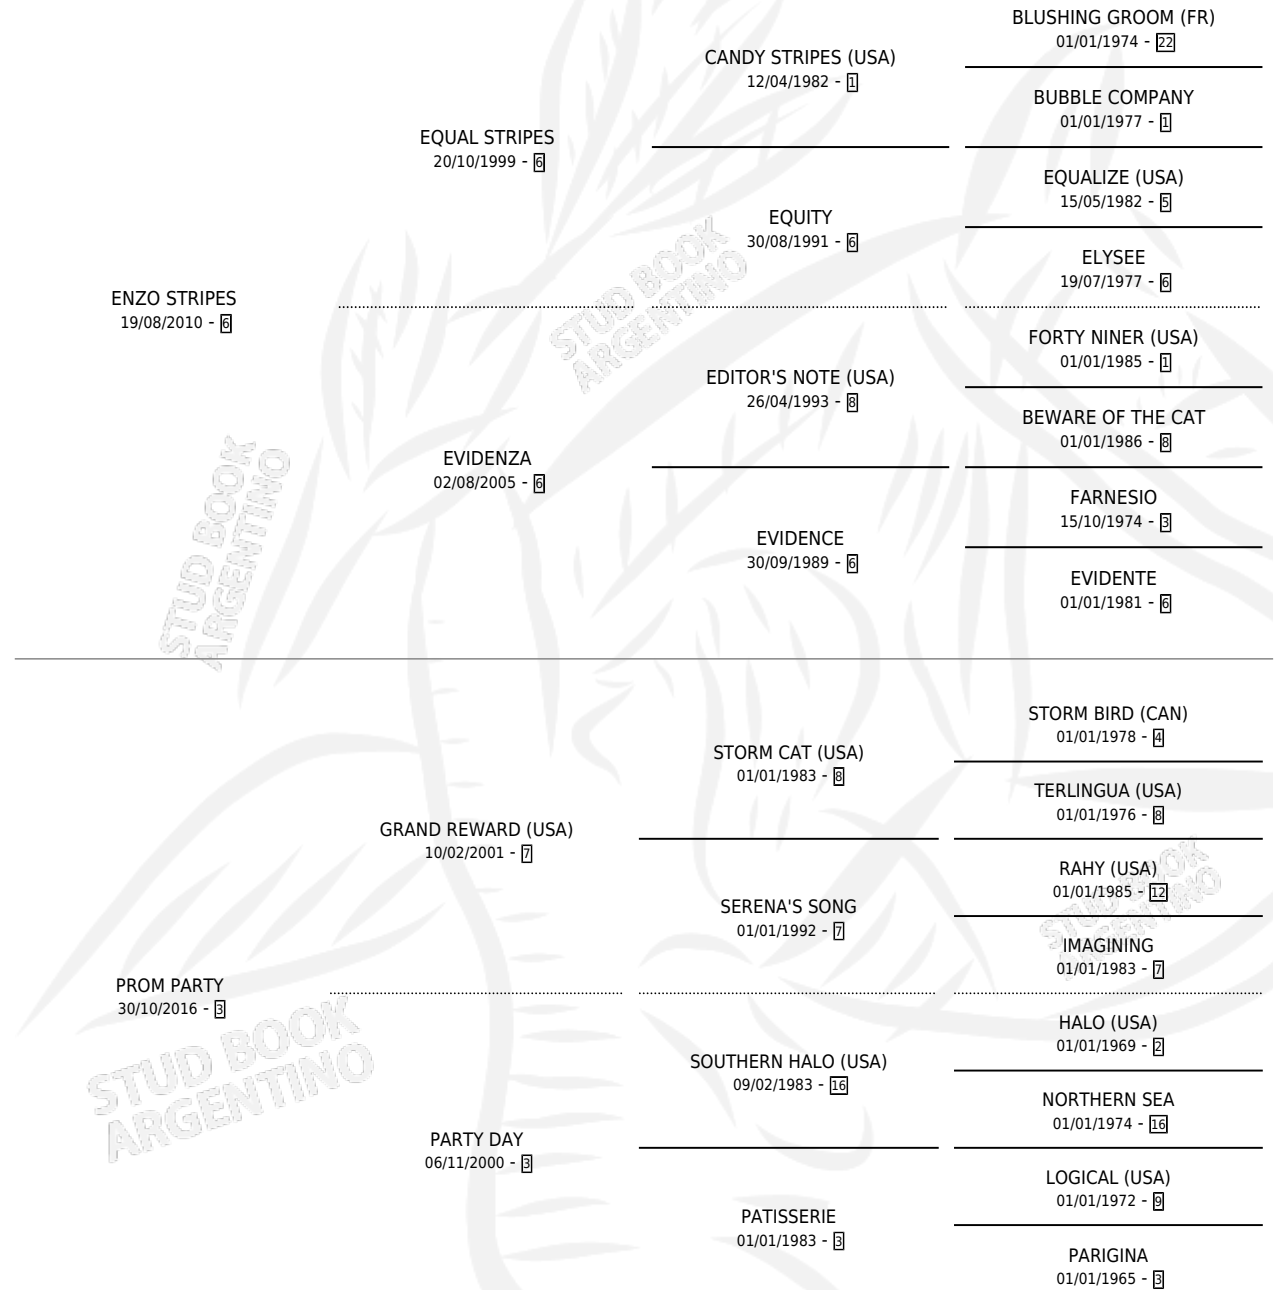 BLUSHING GROOM (FR)
01/01/1974 - 22
CANDY STRIPES (USA)
12/04/1982 - 1
BUBBLE COMPANY
01/01/1977 - 1
EQUAL STRIPES
20/10/1999 - 6
EQUALIZE (USA)
15/05/1982 - 5
EQUITY
30/08/1991 - 6
ELYSEE
19/07/1977 - 6
ENZO STRIPES
19/08/2010 - 6
STUD BOOK
ARGENTINO
FORTY NINER (USA)
01/01/1985 - 1
EDITOR'S NOTE (USA)
26/04/1993 - 8
BEWARE OF THE CAT
01/01/1986 - 8
EVIDENZA
02/08/2005 - 6
FARNESIO
15/10/1974 - 3
EVIDENCE
30/09/1989 - 6
EVIDENTE
01/01/1981 - 6
STUD BOOK
ARGENTINO
STORM BIRD (CAN)
01/01/1978 - 4
STORM CAT (USA)
01/01/1983 - 8
TERLINGUA (USA)
01/01/1976 - 8
GRAND REWARD (USA)
10/02/2001 - 7
RAHY (USA)
01/01/1985 - 12
SERENA'S SONG
01/01/1992 - 7
STUD BOOK
ARGENTINO
IMAGINING
01/01/1983 - 7
PROM PARTY
30/10/2016 - 3
STUD BOOK
ARGENTINO
HALO (USA)
01/01/1969 - 2
SOUTHERN HALO (USA)
09/02/1983 - 16
NORTHERN SEA
01/01/1974 - 16
PARTY DAY
06/11/2000 - 3
LOGICAL (USA)
01/01/1972 - 9
PATISSERIE
01/01/1983 - 3
PARIGINA
01/01/1965 - 3